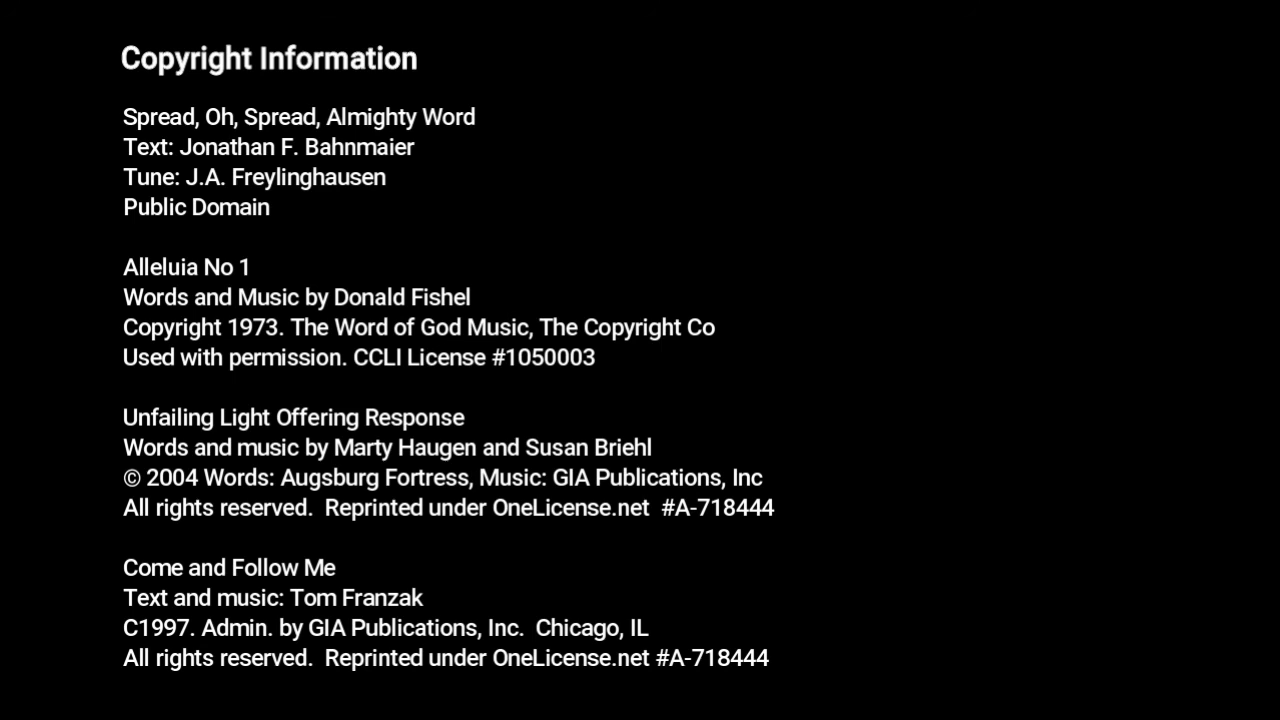 Copyright Information
Spread, Oh, Spread, Almighty Word
Text: Jonathan F. Bahnmaier
Tune: J.A. Freylinghausen
Public Domain
Alleluia No 1
Words and Music by Donald Fishel
Copyright 1973. The Word of God Music, The Copyright Co
Used with permission. CCLI License #1050003
Unfailing Light Offering Response
Words and music by Marty Haugen and Susan Briehl
© 2004 Words: Augsburg Fortress, Music: GIA Publications, Inc
All rights reserved.  Reprinted under OneLicense.net  #A-718444
Come and Follow Me
Text and music: Tom Franzak
C1997. Admin. by GIA Publications, Inc.  Chicago, IL
All rights reserved.  Reprinted under OneLicense.net #A-718444